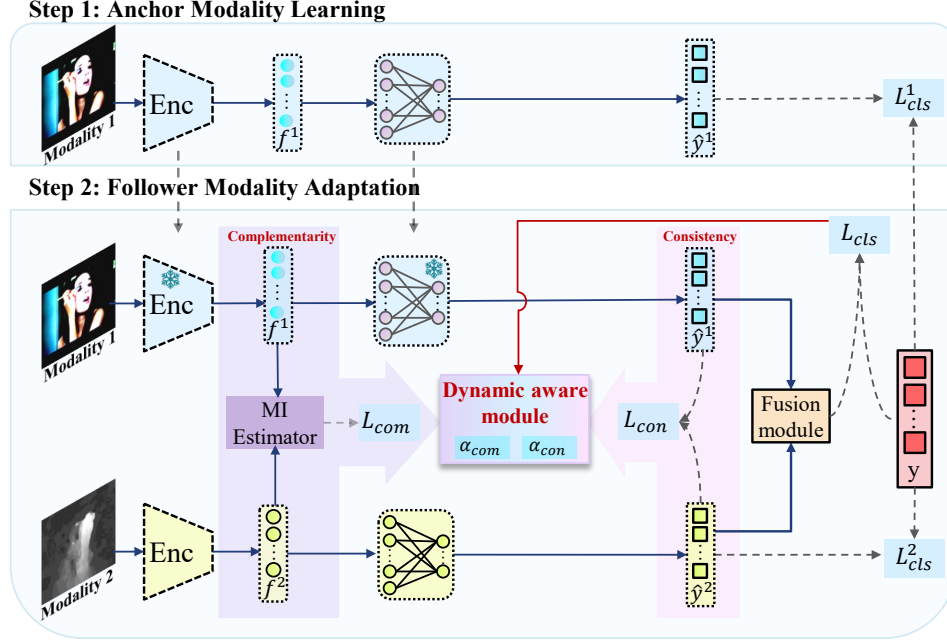 Step 1: Anchor Modality Learning
Modality 1
Enc
f¹
ŷ¹
L¹cls
Step 2: Follower Modality Adaptation
Complementarity
Consistency
Lcls
Modality 1
Enc
f¹
ŷ¹
Dynamic aware
module
αcom
αcon
MI
Estimator
Lcom
Lcon
Fusion
module
y
Modality 2
Enc
f²
ŷ²
L²cls